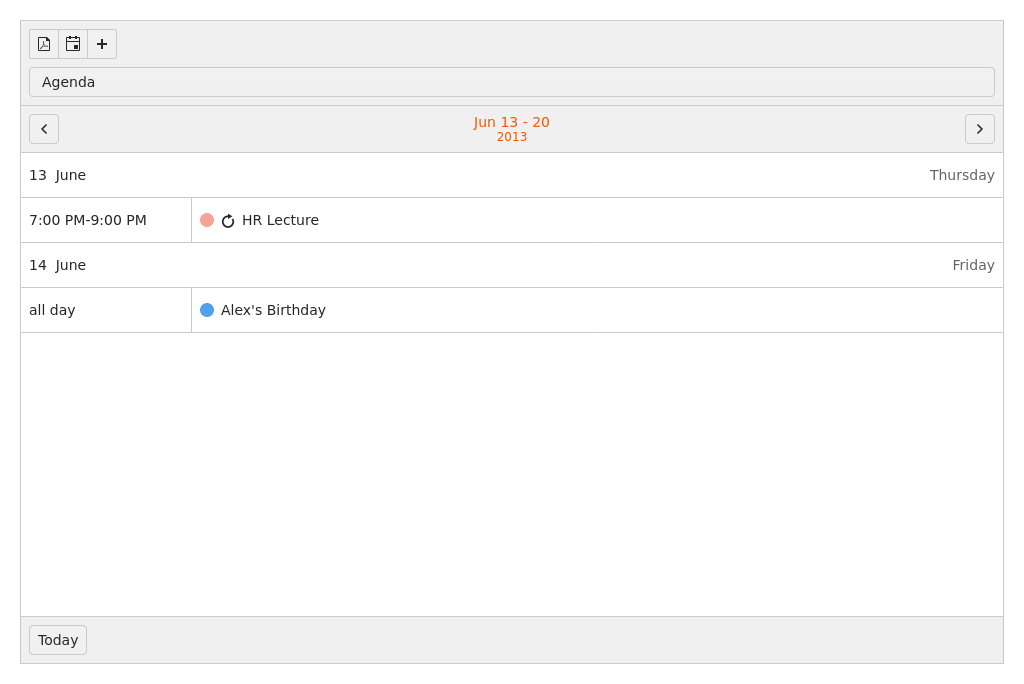 Agenda
Jun 13 - 20
2013
13 June Thursday
7:00 PM-9:00 PM HR Lecture
14 June Friday
all day Alex's Birthday
Today